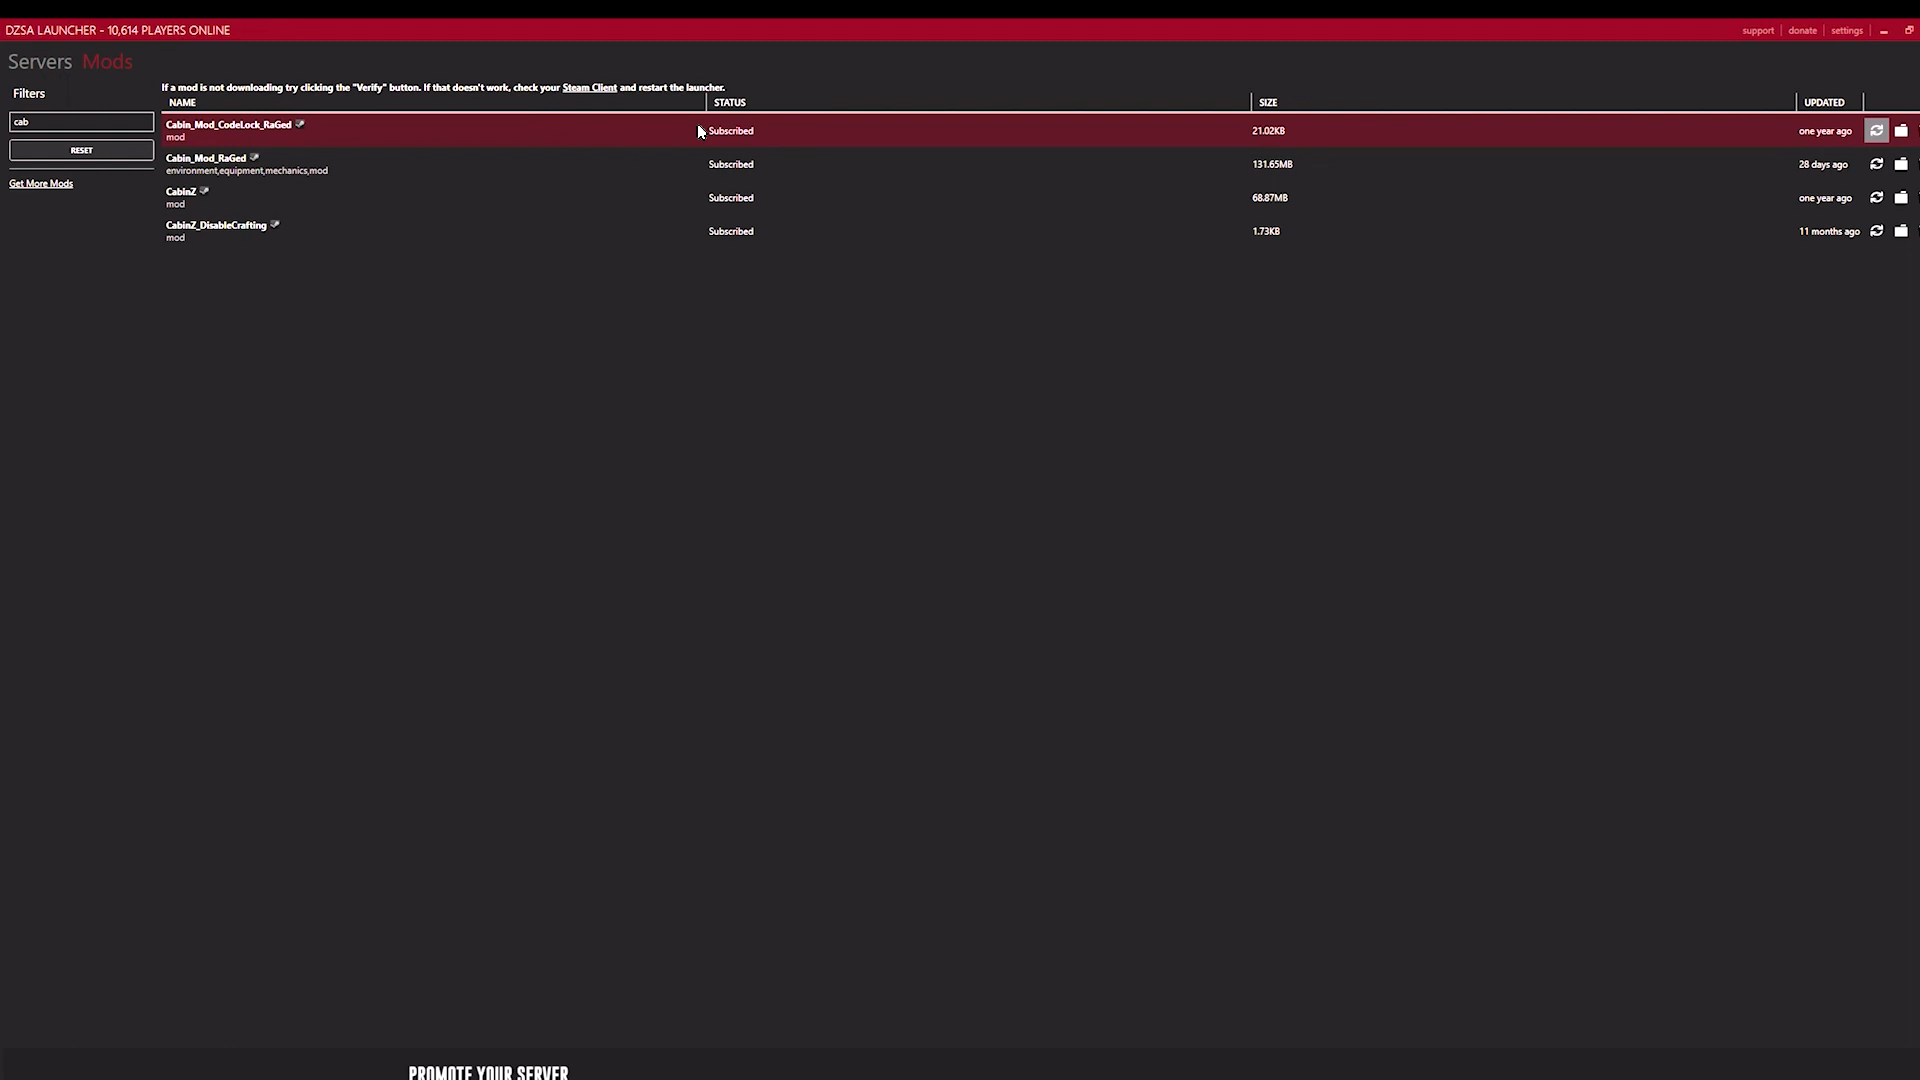 DZSA LAUNCHER - 10,614 PLAYERS ONLINE
support
donate
settings
Servers Mods
Filters
cab
RESET
Get More Mods
If a mod is not downloading try clicking the "Verify" button. If that doesn't work, check your Steam Client and restart the launcher.
NAME STATUS SIZE UPDATED
Cabin_Mod_CodeLock_RaGed
mod
Subscribed 21.02KB one year ago
Cabin_Mod_RaGed
environment,equipment,mechanics,mod
Subscribed 131.65MB 28 days ago
CabinZ
mod
Subscribed 68.87MB one year ago
CabinZ_DisableCrafting
mod
Subscribed 1.73KB 11 months ago
PROMOTE YOUR SERVER